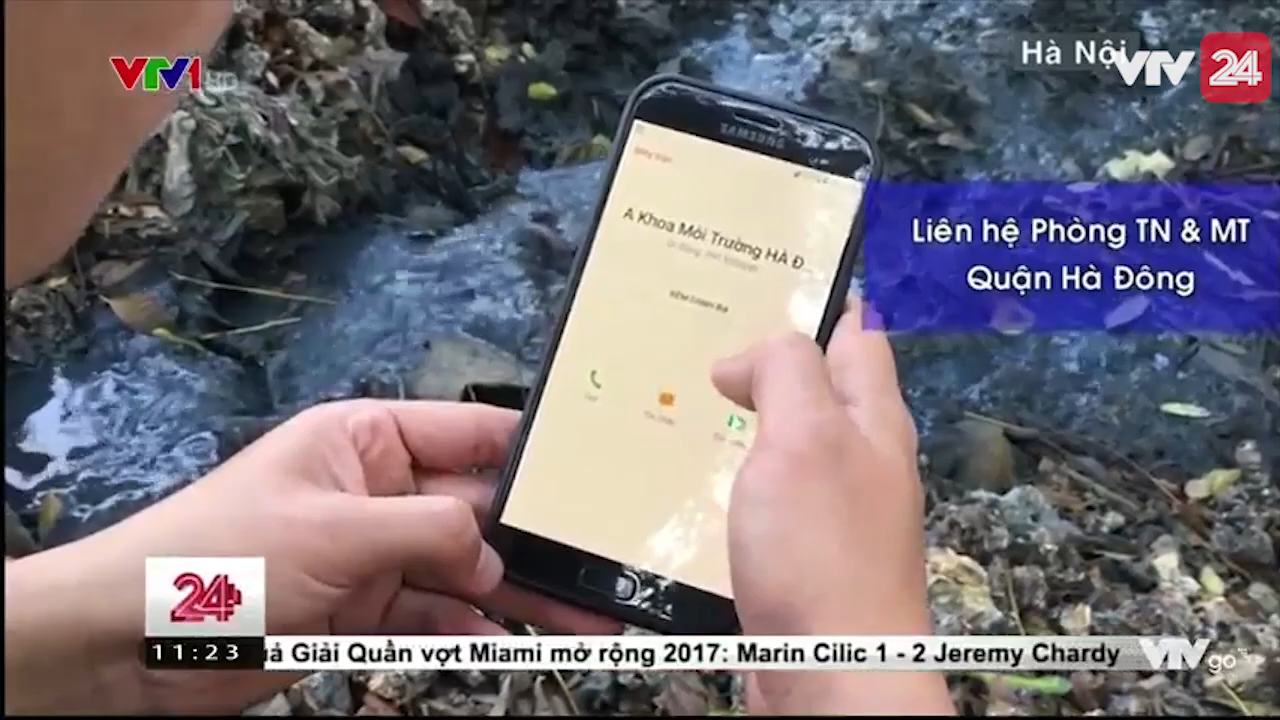 VTV1
Hà Nội
VTV 24
SAMSUNG
A Khoa Môi Trường HÀ Đ
Liên hệ Phòng TN & MT
Quận Hà Đông
24
11:23
ả Giải Quần vợt Miami mở rộng 2017: Marin Cilic 1 - 2 Jeremy Chardy
VTV go